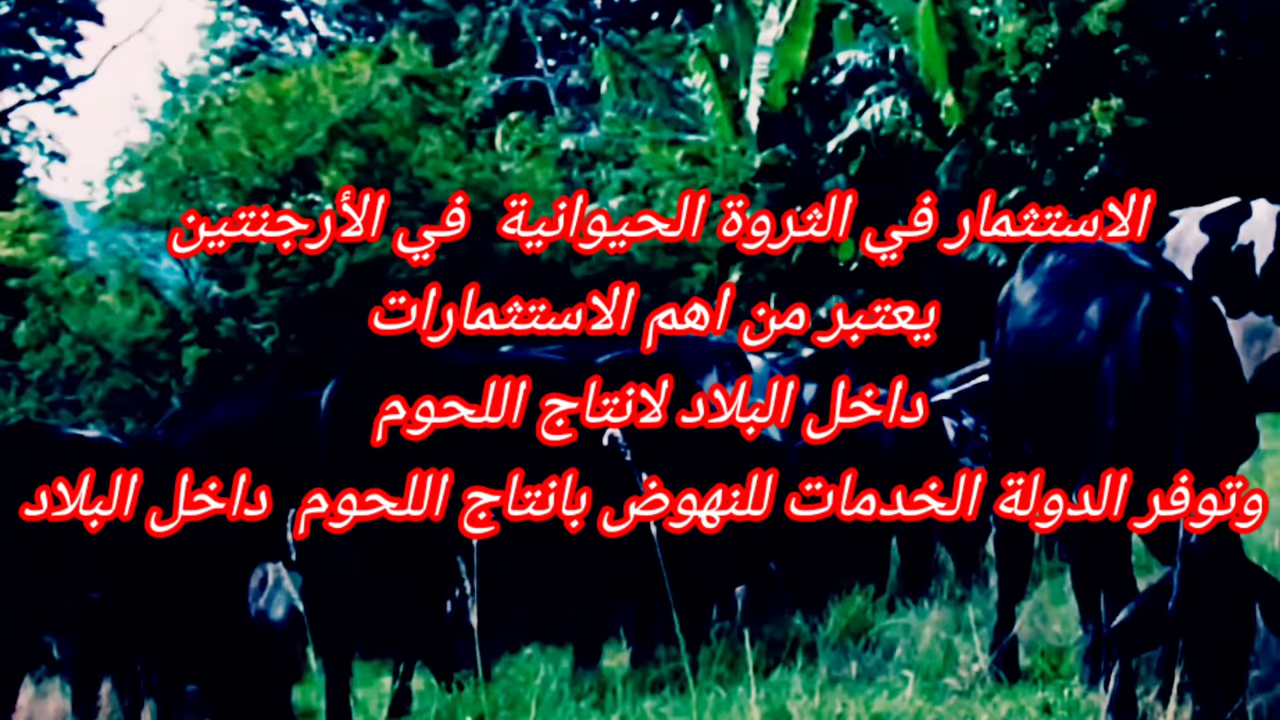 الاستثمار في الثروة الحيوانية في الأرجنتين
يعتبر من اهم الاستثمارات
داخل البلاد لانتاج اللحوم
وتوفر الدولة الخدمات للنهوض بانتاج اللحوم داخل البلاد